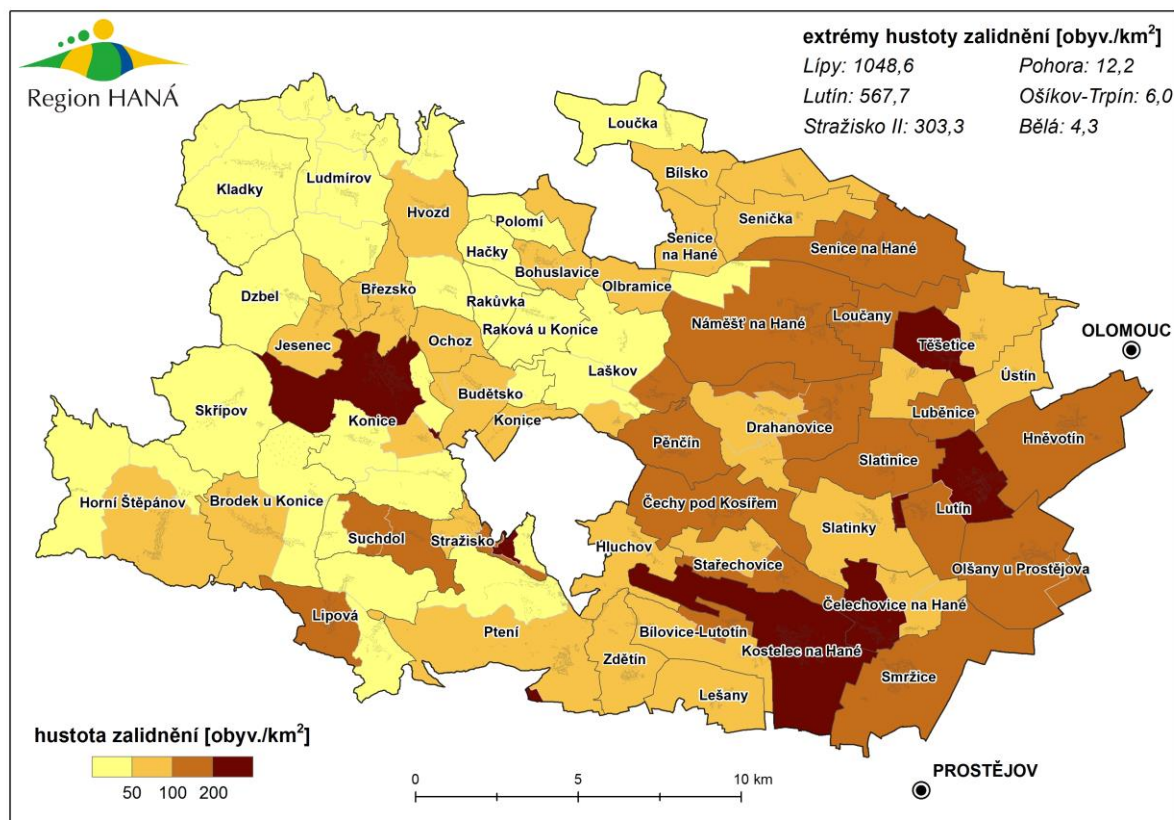 Region HANÁ
extrémy hustoty zalidnění [obyv./km²]
Lípy: 1048,6 Pohora: 12,2
Lutín: 567,7 Ošíkov-Trpín: 6,0
Stražisko II: 303,3 Bělá: 4,3
Loučka
Bílsko
Kladky
Ludmírov
Hvozd
Polomí
Senička
Senice
na Hané
Senice na Hané
Hačky
Bohuslavice
Olbramice
Dzbel
Březsko
Rakůvka
Raková u Konice
Náměšť na Hané
Loučany
OLOMOUC
Jesenec
Ochoz
Těšetice
Laškov
Ústín
Skřípov
Budětsko
Konice
Konice
Luběnice
Drahanovice
Pěnčín
Hněvotín
Slatinice
Horní Štěpánov
Brodek u Konice
Čechy pod Kosířem
Lutín
Slatinky
Suchdol
Stražisko
Hluchov
Stařechovice
Olšany u Prostějova
Čelechovice na Hané
Lipová
Ptení
Bílovice-Lutotín
Kostelec na Hané
Zdětín
Smržice
Lešany
hustota zalidnění [obyv./km²]
50 100 200
0 5 10 km
PROSTĚJOV